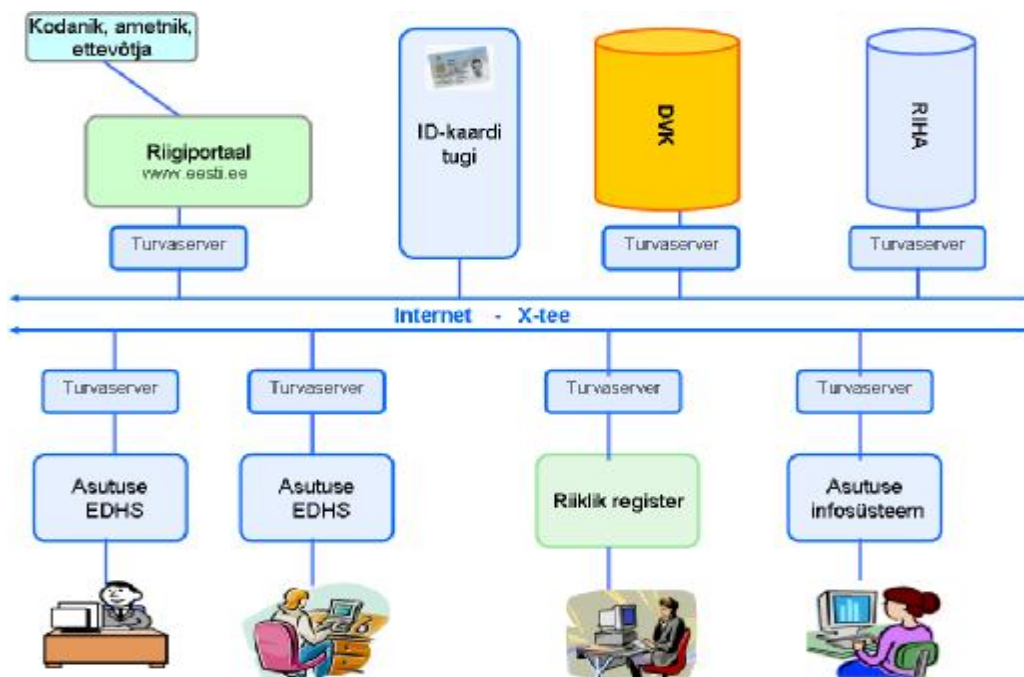 Kodanik, ametnik,
ettevõtja
Riigiportaal
www.eesti.ee
Turvaserver
ID-kaardi
tugi
DVK
Turvaserver
RIHA
Turvaserver
Internet - X-tee
Turvaserver
Turvaserver
Turvaserver
Turvaserver
Asutuse
EDHS
Asutuse
EDHS
Riiklik register
Asutuse
infosüsteem